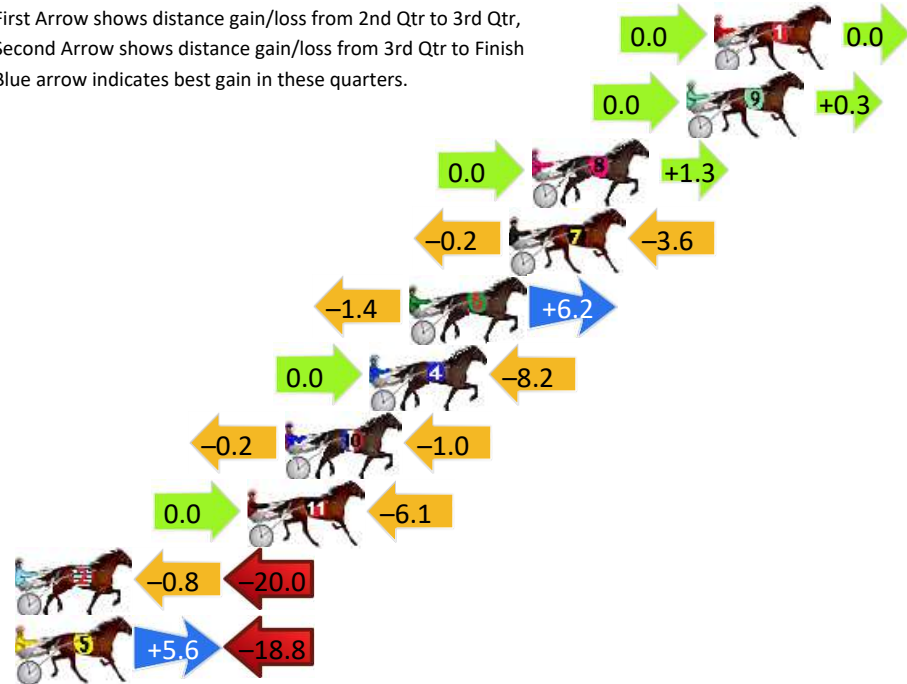 First Arrow shows distance gain/loss from 2nd Qtr to 3rd Qtr,
Second Arrow shows distance gain/loss from 3rd Qtr to Finish
Blue arrow indicates best gain in these quarters.
0.0 1 0.0
0.0 9 +0.3
0.0 8 +1.3
–0.2 7 –3.6
–1.4 +6.2
0.0 4 –8.2
–0.2 10 –1.0
0.0 11 –6.1
–0.8 –20.0
5 +5.6 –18.8